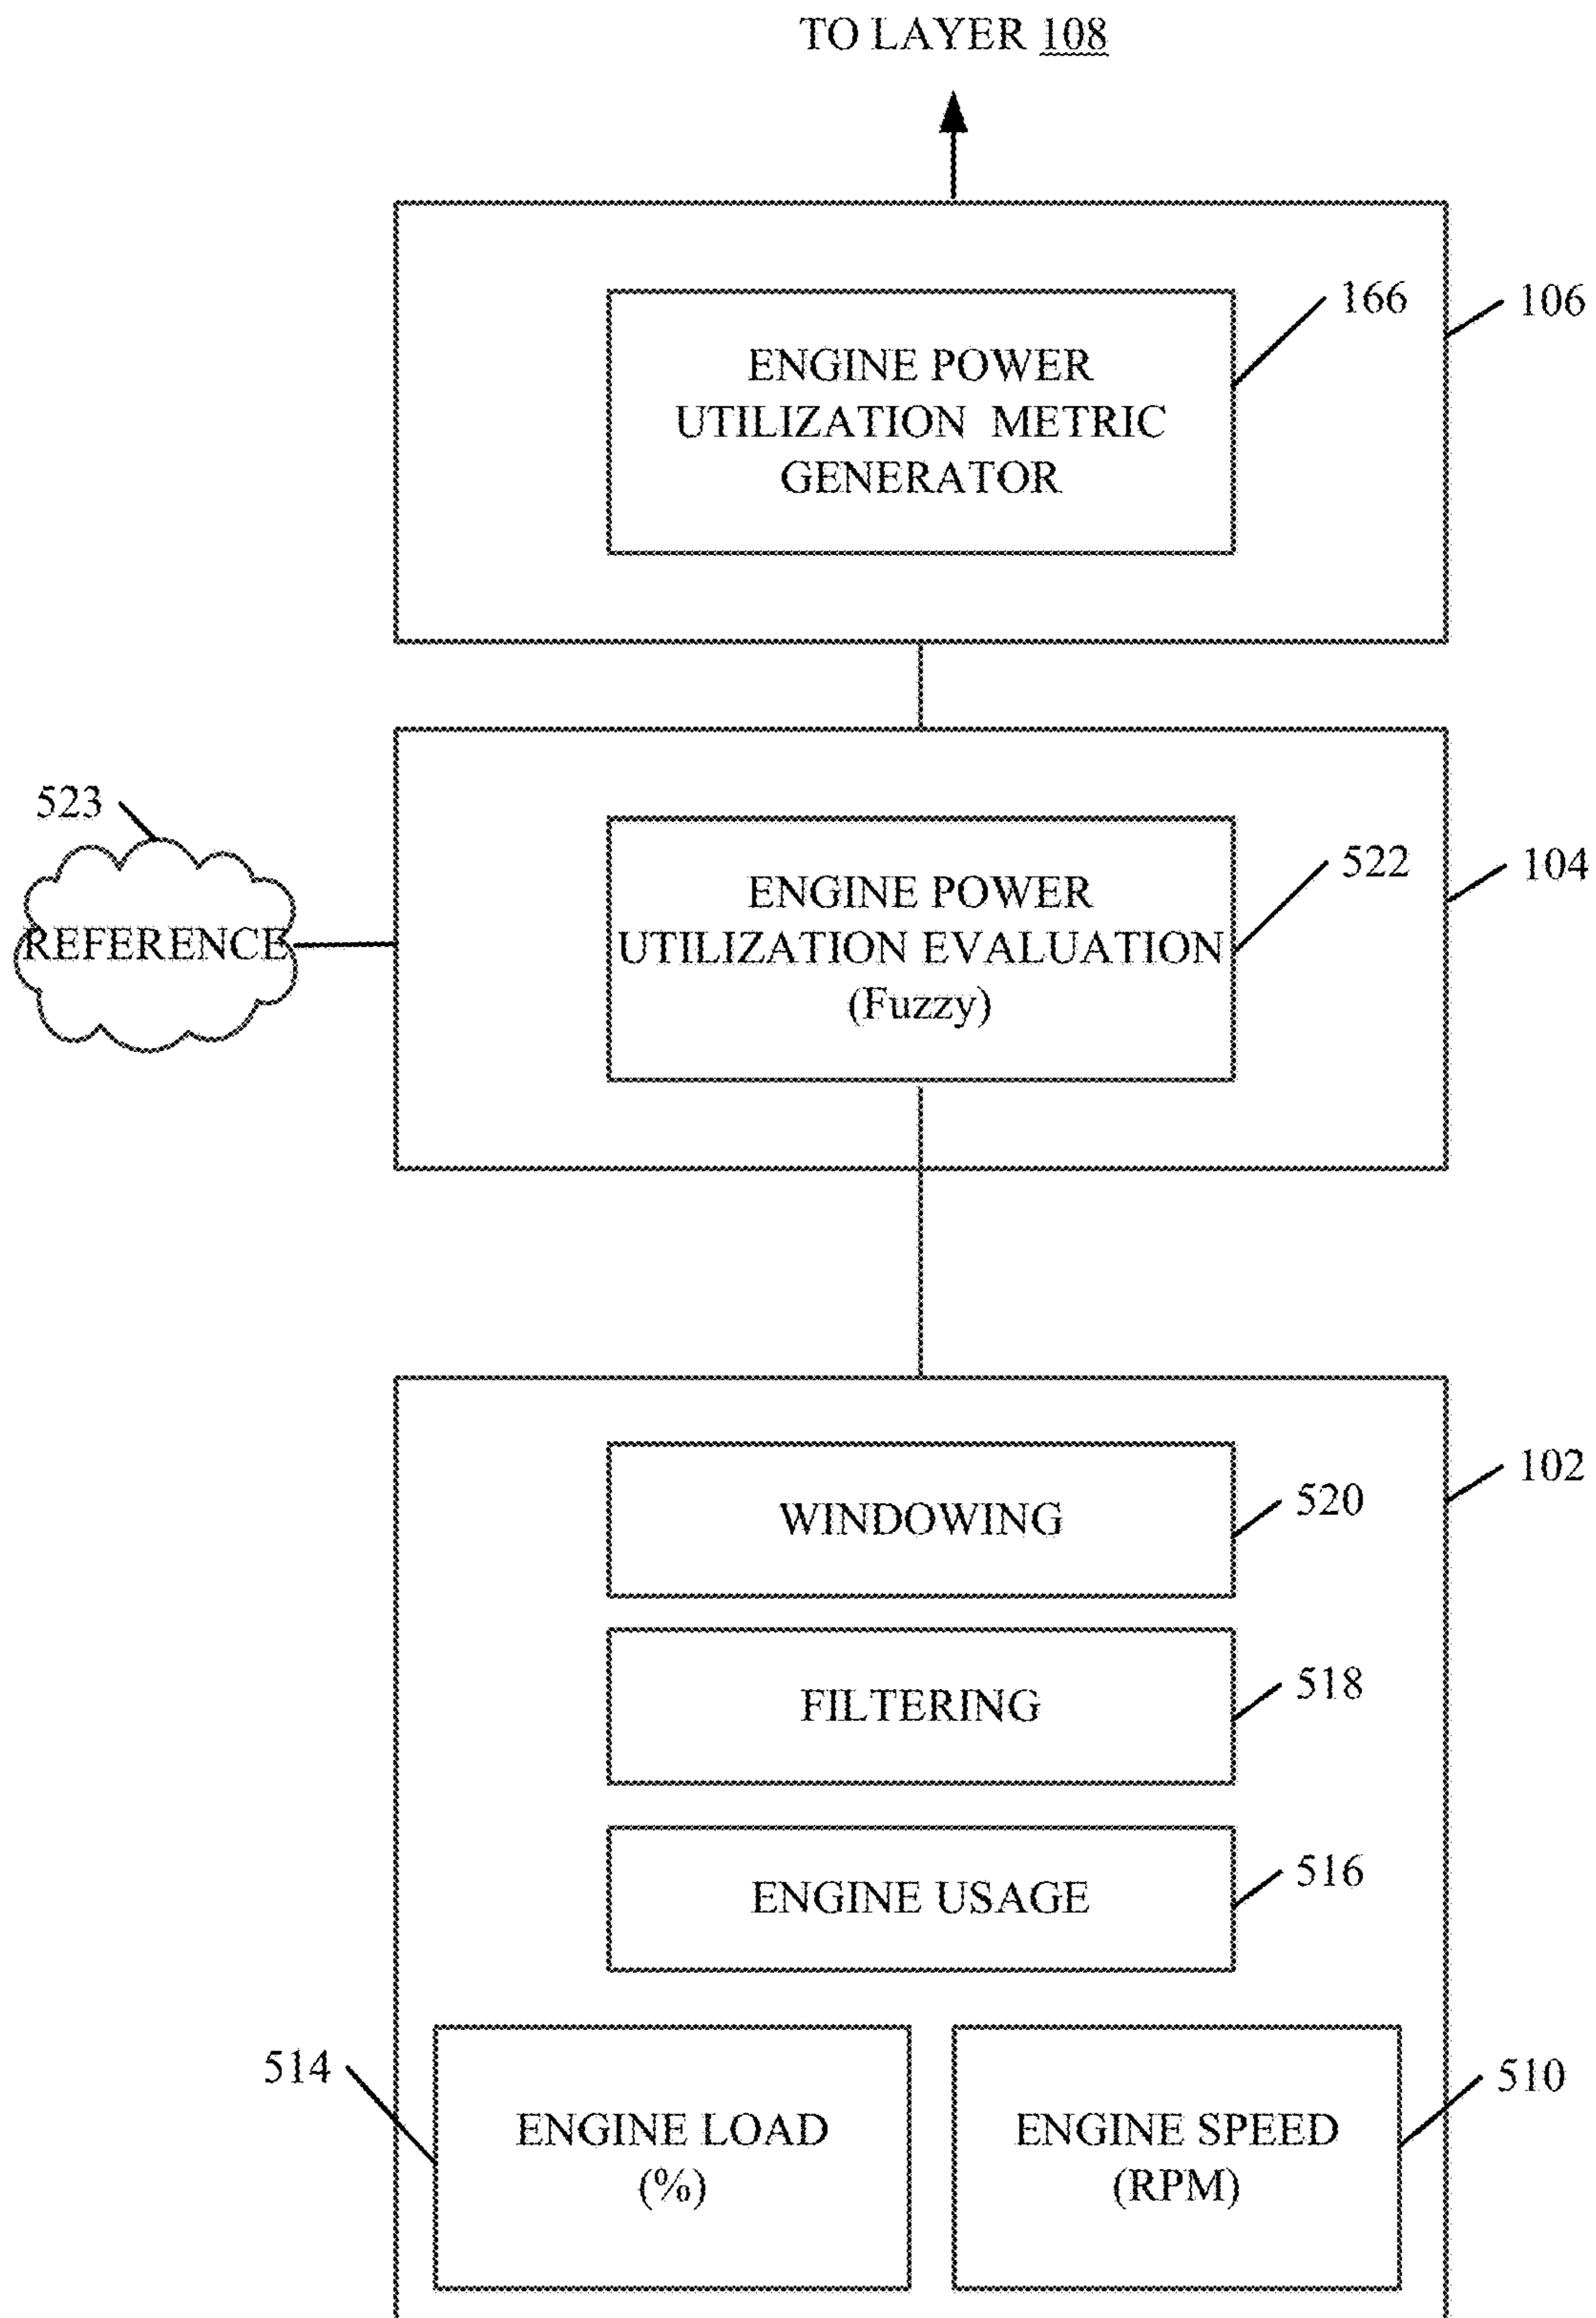 TO LAYER 108
166
106
ENGINE POWER
UTILIZATION METRIC
GENERATOR
523
522
104
ENGINE POWER
UTILIZATION EVALUATION
(Fuzzy)
REFERENCE
102
520
WINDOWING
518
FILTERING
516
ENGINE USAGE
514
510
ENGINE LOAD
(%)
ENGINE SPEED
(RPM)